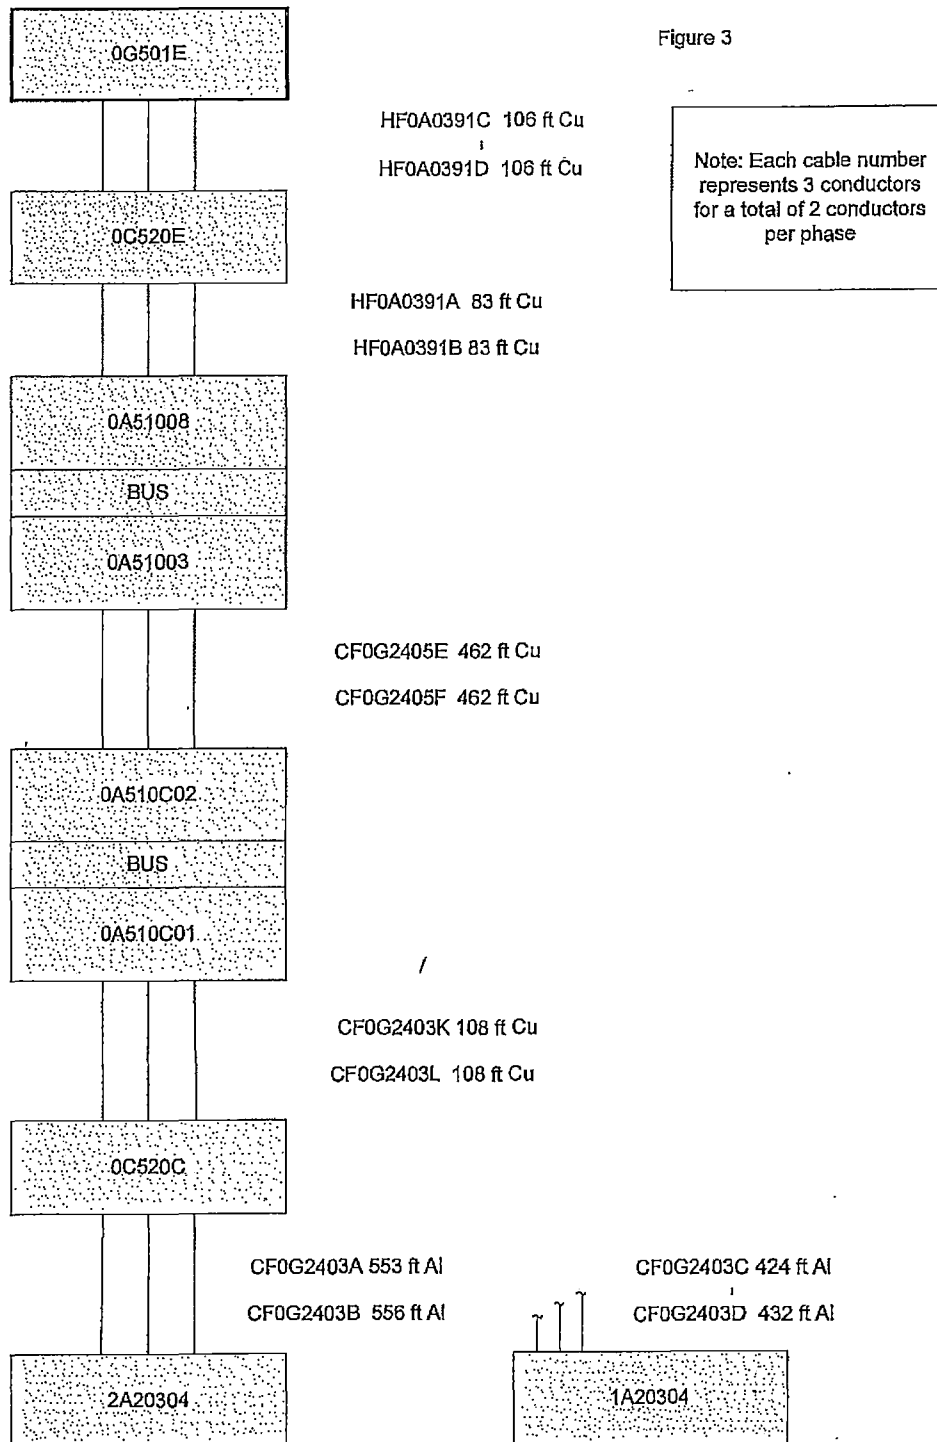 Figure 3
0G501E
HF0A0391C 106 ft Cu
HF0A0391D 106 ft Cu
Note: Each cable number
represents 3 conductors
for a total of 2 conductors
per phase
0C520E
HF0A0391A 83 ft Cu
HF0A0391B 83 ft Cu
0A51008
BUS
0A51003
CF0G2405E 462 ft Cu
CF0G2405F 462 ft Cu
0A510C02
BUS
0A510C01
CF0G2403K 108 ft Cu
CF0G2403L 108 ft Cu
0C520C
CF0G2403A 553 ft Al
CF0G2403B 556 ft Al
CF0G2403C 424 ft Al
CF0G2403D 432 ft Al
2A20304
1A20304